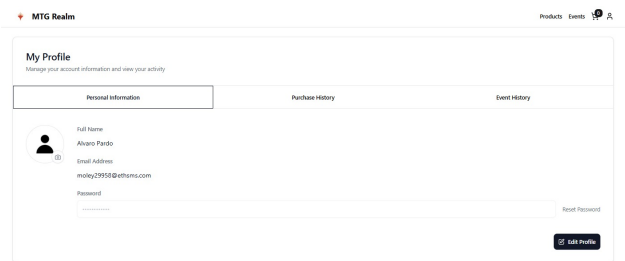 MTG Realm
Products Events 0
My Profile
Manage your account information and view your activity
Personal Information Purchase History Event History
Full Name
Alvaro Pardo
Email Address
moley29958@ethsms.com
Password
Reset Password
Edit Profile